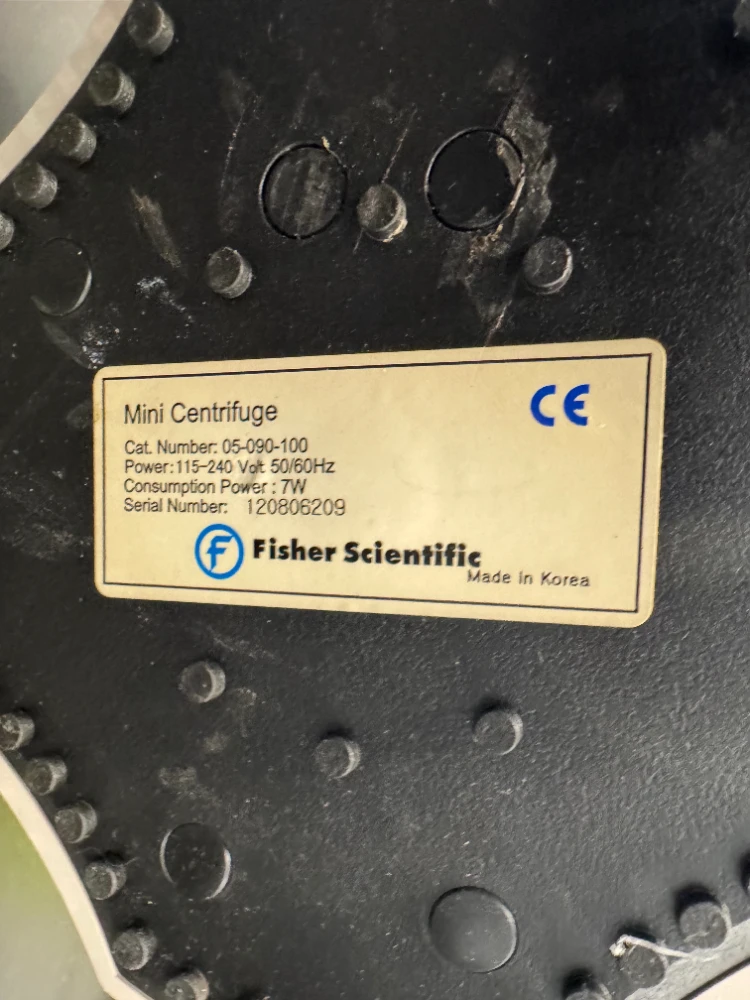 Mini Centrifuge
CE
Cat. Number: 05-090-100
Power: 115-240 Volt 50/60Hz
Consumption Power : 7W
Serial Number: 120806209
f Fisher Scientific
Made in Korea